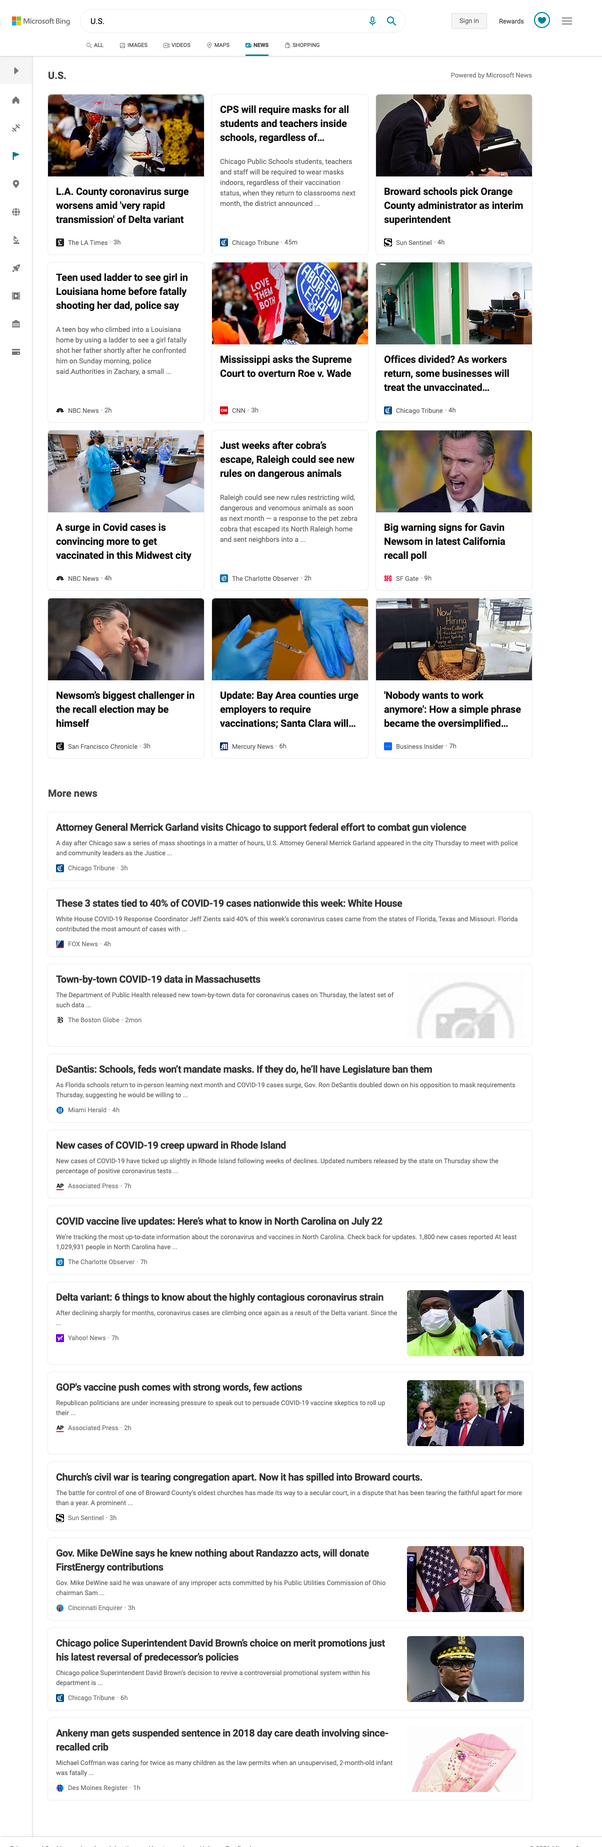 Microsoft Bing
U.S.
Sign in
Rewards
ALL
IMAGES
VIDEOS
MAPS
NEWS
SHOPPING
U.S.
Powered by Microsoft News
L.A. County coronavirus surge
worsens amid 'very rapid
transmission' of Delta variant
The LA Times · 3h
CPS will require masks for all
students and teachers inside
schools, regardless of…
Chicago Public Schools students, teachers
and staff will be required to wear masks
indoors, regardless of their vaccination
status, when they return to classrooms next
month, the district announced ...
Chicago Tribune · 45m
Broward schools pick Orange
County administrator as interim
superintendent
Sun Sentinel · 4h
Teen used ladder to see girl in
Louisiana home before fatally
shooting her dad, police say
A teen boy who climbed into a Louisiana
home by using a ladder to see a girl fatally
shot her father shortly after he confronted
him on Sunday morning, police
said.Authorities in Zachary, a small ...
NBC News · 2h
LOVE
THEM
BOTH
KEEP
ABORTION
LEGAL
Mississippi asks the Supreme
Court to overturn Roe v. Wade
CNN · 3h
Offices divided? As workers
return, some businesses will
treat the unvaccinated…
Chicago Tribune · 4h
A surge in Covid cases is
convincing more to get
vaccinated in this Midwest city
NBC News · 4h
Just weeks after cobra's
escape, Raleigh could see new
rules on dangerous animals
Raleigh could see new rules restricting wild,
dangerous and venomous animals as soon
as next month — a response to the pet zebra
cobra that escaped its North Raleigh home
and sent neighbors into a ...
The Charlotte Observer · 2h
Big warning signs for Gavin
Newsom in latest California
recall poll
SF Gate · 9h
Newsom's biggest challenger in
the recall election may be
himself
San Francisco Chronicle · 3h
Update: Bay Area counties urge
employers to require
vaccinations; Santa Clara will…
Mercury News · 6h
Now
Hiring
'Nobody wants to work
anymore': How a simple phrase
became the oversimplified…
Business Insider · 7h
More news
Attorney General Merrick Garland visits Chicago to support federal effort to combat gun violence
A day after Chicago saw a series of mass shootings in a matter of hours, U.S. Attorney General Merrick Garland appeared in the city Thursday to meet with police
and community leaders as the Justice ...
Chicago Tribune · 3h
These 3 states tied to 40% of COVID-19 cases nationwide this week: White House
White House COVID-19 Response Coordinator Jeff Zients said 40% of this week's coronavirus cases came from the states of Florida, Texas and Missouri. Florida
contributed the most amount of cases with ...
FOX News · 4h
Town-by-town COVID-19 data in Massachusetts
The Department of Public Health released new town-by-town data for coronavirus cases on Thursday, the latest set of
such data ...
The Boston Globe · 2mon
DeSantis: Schools, feds won't mandate masks. If they do, he'll have Legislature ban them
As Florida schools return to in-person learning next month and COVID-19 cases surge, Gov. Ron DeSantis doubled down on his opposition to mask requirements
Thursday, suggesting he would be willing to ...
Miami Herald · 4h
New cases of COVID-19 creep upward in Rhode Island
New cases of COVID-19 have ticked up slightly in Rhode Island following weeks of declines. Updated numbers released by the state on Thursday show the
percentage of positive coronavirus tests ...
Associated Press · 7h
COVID vaccine live updates: Here's what to know in North Carolina on July 22
We're tracking the most up-to-date information about the coronavirus and vaccines in North Carolina. Check back for updates. 1,800 new cases reported At least
1,029,931 people in North Carolina have ...
The Charlotte Observer · 7h
Delta variant: 6 things to know about the highly contagious coronavirus strain
After declining sharply for months, coronavirus cases are climbing once again as a result of the Delta variant. Since the
...
Yahoo! News · 7h
GOP's vaccine push comes with strong words, few actions
Republican politicians are under increasing pressure to speak out to persuade COVID-19 vaccine skeptics to roll up
their ...
Associated Press · 2h
Church's civil war is tearing congregation apart. Now it has spilled into Broward courts.
The battle for control of one of Broward County's oldest churches has made its way to a secular court, in a dispute that has been tearing the faithful apart for more
than a year. A prominent ...
Sun Sentinel · 3h
Gov. Mike DeWine says he knew nothing about Randazzo acts, will donate
FirstEnergy contributions
Gov. Mike DeWine said he was unaware of any improper acts committed by his Public Utilities Commission of Ohio
chairman Sam ...
Cincinnati Enquirer · 3h
Chicago police Superintendent David Brown's choice on merit promotions just
his latest reversal of predecessor's policies
Chicago police Superintendent David Brown's decision to revive a controversial promotional system within his
department is ...
Chicago Tribune · 6h
Ankeny man gets suspended sentence in 2018 day care death involving since-
recalled crib
Michael Coffman was caring for twice as many children as the law permits when an unsupervised, 2-month-old infant
was fatally ...
Des Moines Register · 1h